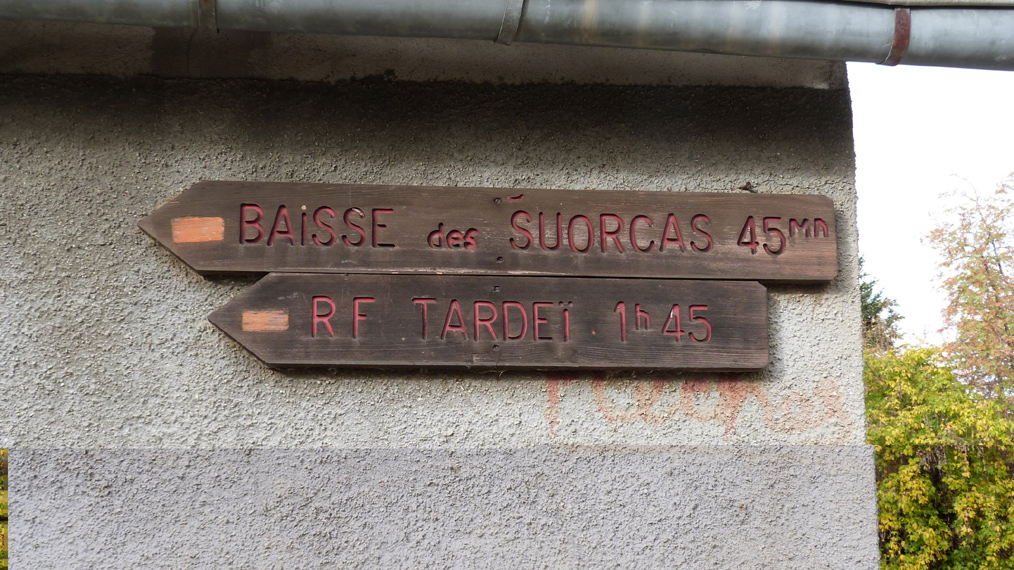 BAiSSE des SUORCAS 45MN
RF TARDEÏ 1h45